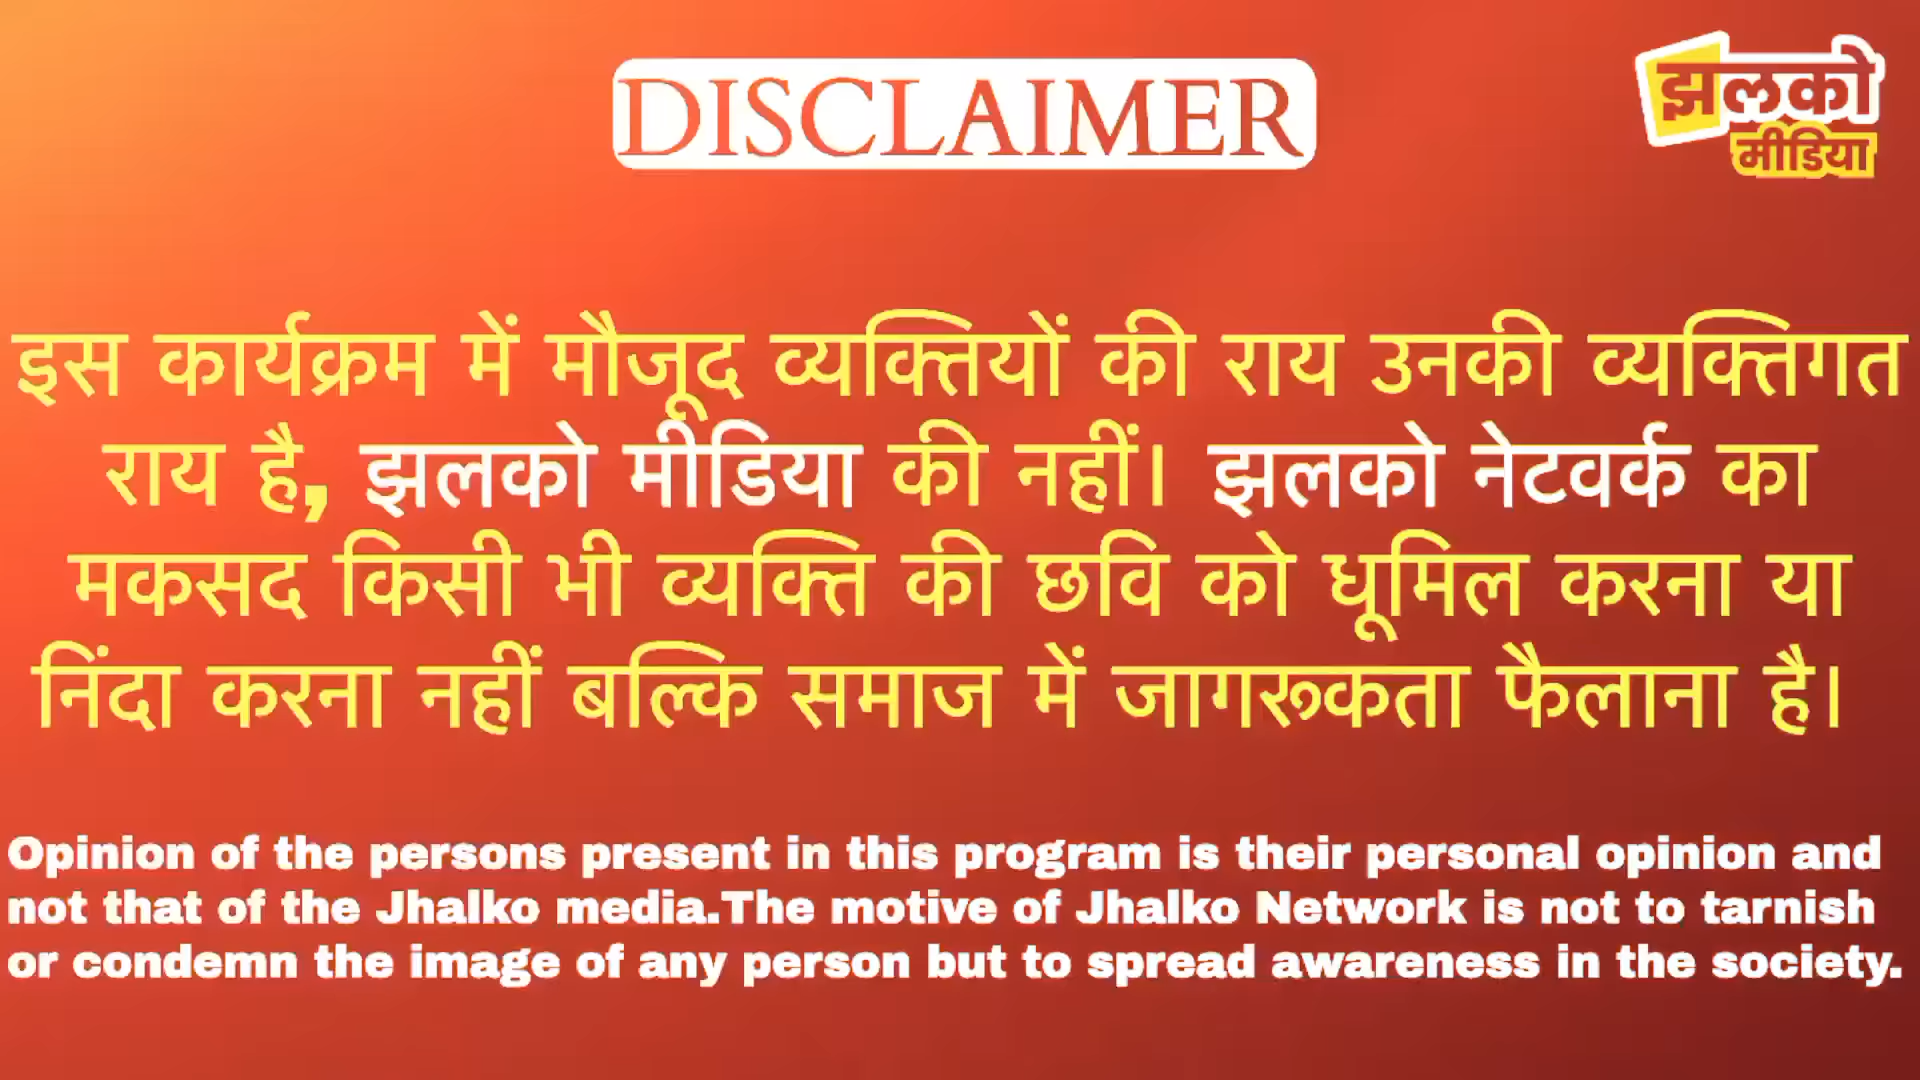 DISCLAIMER
झलको
मीडिया
इस कार्यक्रम में मौजूद व्यक्तियों की राय उनकी व्यक्तिगत
राय है, झलको मीडिया की नहीं। झलको नेटवर्क का
मकसद किसी भी व्यक्ति की छवि को धूमिल करना या
निंदा करना नहीं बल्कि समाज में जागरूकता फैलाना है।
Opinion of the persons present in this program is their personal opinion and
not that of the Jhalko media.The motive of Jhalko Network is not to tarnish
or condemn the image of any person but to spread awareness in the society.